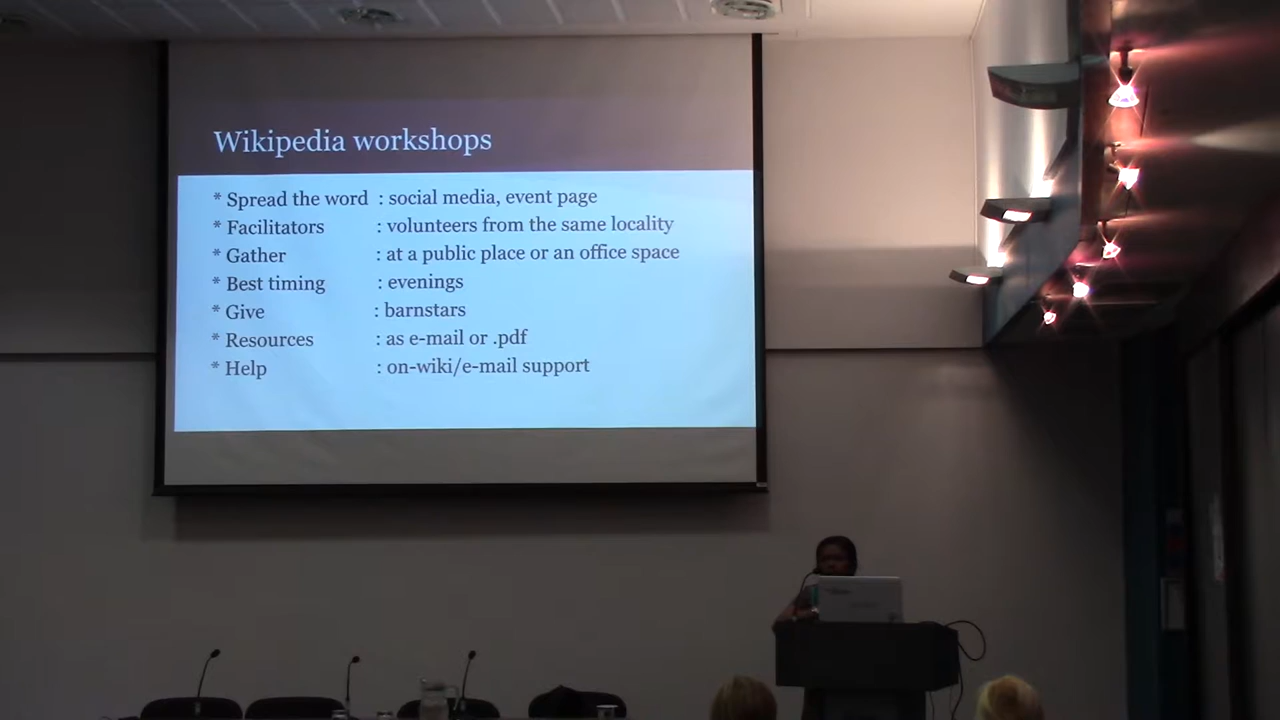 Wikipedia workshops
* Spread the word : social media, event page
* Facilitators : volunteers from the same locality
* Gather : at a public place or an office space
* Best timing : evenings
* Give : barnstars
* Resources : as e-mail or .pdf
* Help : on-wiki/e-mail support